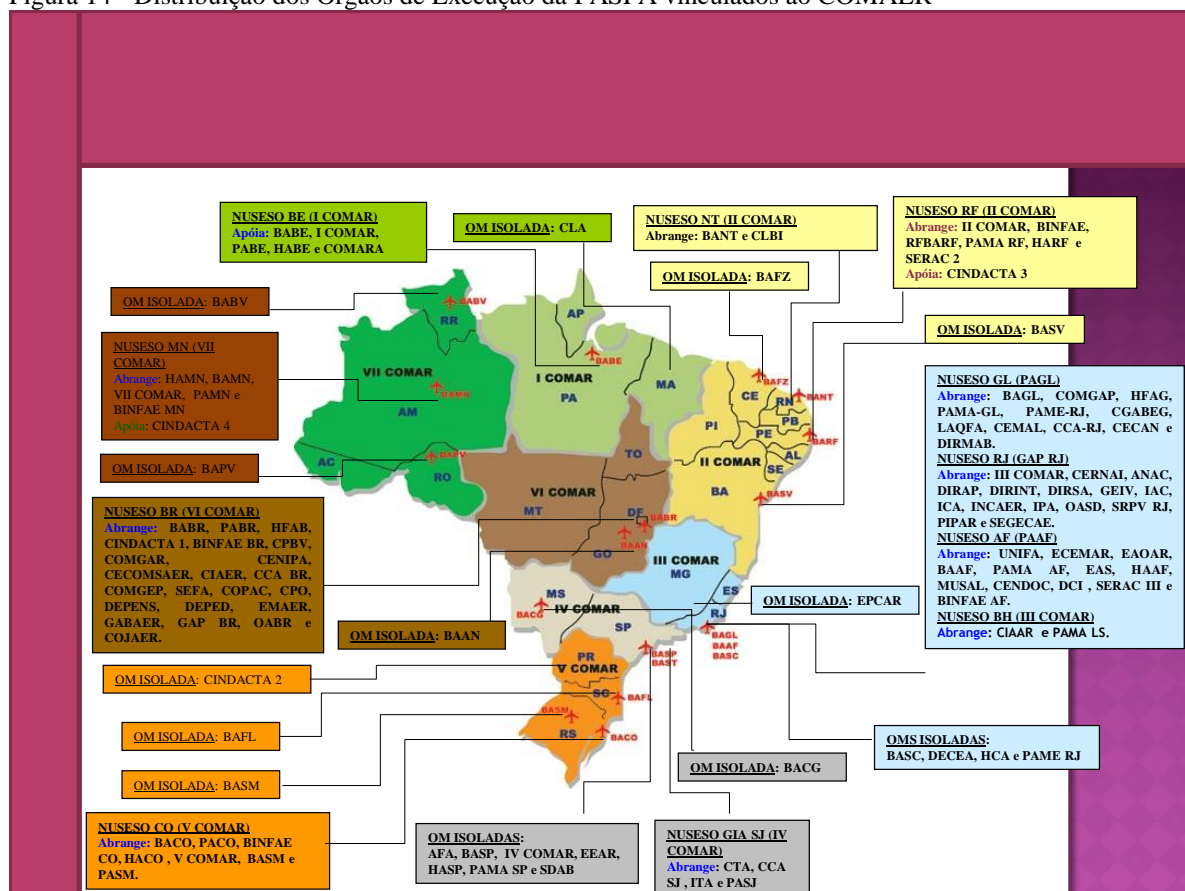 Figura 14 - Distribuição dos Órgãos de Execução da PASPA vinculados ao COMAER
NUSESO BE (I COMAR)
Apóia: BABE, I COMAR,
PABE, HABE e COMARA
OM ISOLADA: CLA
NUSESO NT (II COMAR)
Abrange: BANT e CLBI
OM ISOLADA: BAFZ
NUSESO RF (II COMAR)
Abrange: II COMAR, BINFAE,
RFBARF, PAMA RF, HARF e
SERAC 2
Apóia: CINDACTA 3
OM ISOLADA: BASV
OM ISOLADA: BABV
NUSESO MN (VII
COMAR)
Abrange: HAMN, BAMN,
VII COMAR, PAMN e
BINFAE MN
Apóia: CINDACTA 4
OM ISOLADA: BAPV
NUSESO BR (VI COMAR)
Abrange: BABR, PABR, HFAB,
CINDACTA 1, BINFAE BR, CPBV,
COMGAR, CENIPA,
CECOMSAER, CIAER, CCA BR,
COMGEP, SEFA, COPAC, CPO,
DEPENS, DEPED, EMAER,
GABAER, GAP BR, OABR e
COJAER.
OM ISOLADA: BAAN
OM ISOLADA: CINDACTA 2
OM ISOLADA: BAFL
OM ISOLADA: BASM
NUSESO CO (V COMAR)
Abrange: BACO, PACO, BINFAE
CO, HACO , V COMAR, BASM e
PASM.
BABV
RR
AP
VII COMAR
BAMN
AM
I COMAR
BABE
PA
MA
AC
BAPV
RO
BAFZ
CE
RN
BANT
PB
PI
PE
BARF
AL
SE
II COMAR
BA
BASV
TO
VI COMAR
MT
DF
BABR
BAAN
GO
III COMAR
MG
ES
RJ
BAGL
BAAF
BASC
MS
BACG
IV COMAR
SP
BASP
BAST
PR
V COMAR
SC
BAFL
BASM
RS
BACO
NUSESO GL (PAGL)
Abrange: BAGL, COMGAP, HFAG,
PAMA-GL, PAME-RJ, CGABEG,
LAQFA, CEMAL, CCA-RJ, CECAN e
DIRMAB.
NUSESO RJ (GAP RJ)
Abrange: III COMAR, CERNAI, ANAC,
DIRAP, DIRINT, DIRSA, GEIV, IAC,
ICA, INCAER, IPA, OASD, SRPV RJ,
PIPAR e SEGECAE.
NUSESO AF (PAAF)
Abrange: UNIFA, ECEMAR, EAOAR,
BAAF, PAMA AF, EAS, HAAF,
MUSAL, CENDOC, DCI , SERAC III e
BINFAE AF.
NUSESO BH (III COMAR)
Abrange: CIAAR e PAMA LS.
OM ISOLADA: EPCAR
OMS ISOLADAS:
BASC, DECEA, HCA e PAME RJ
OM ISOLADA: BACG
OM ISOLADAS:
AFA, BASP, IV COMAR, EEAR,
HASP, PAMA SP e SDAB
NUSESO GIA SJ (IV
COMAR)
Abrange: CTA, CCA
SJ , ITA e PASJ